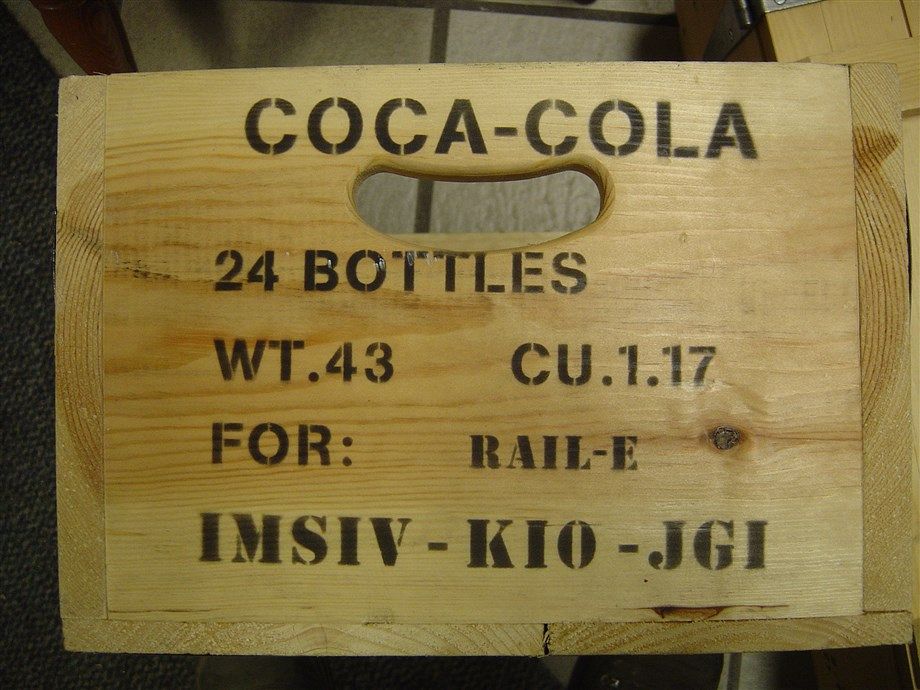 COCA-COLA
24 BOTTLES
WT.43 CU.1.17
FOR: RAIL-E
IMSIV - KIO - JGI